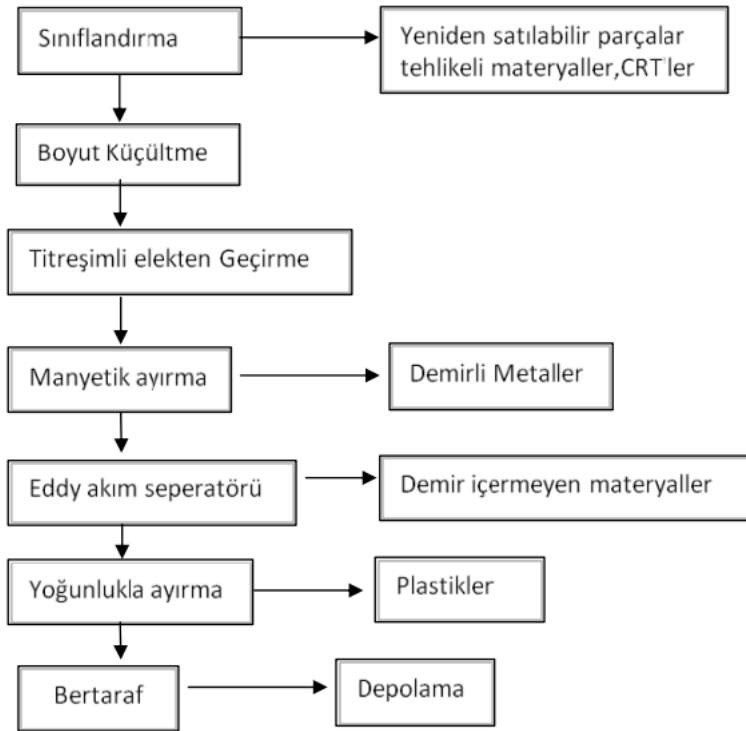 Sınıflandırma
Yeniden satılabilir parçalar
tehlikeli materyaller,CRT'ler
Boyut Küçültme
Titreşimli elekten Geçirme
Manyetik ayırma
Demirli Metaller
Eddy akım seperatörü
Demir içermeyen materyaller
Yoğunlukla ayırma
Plastikler
Bertaraf
Depolama